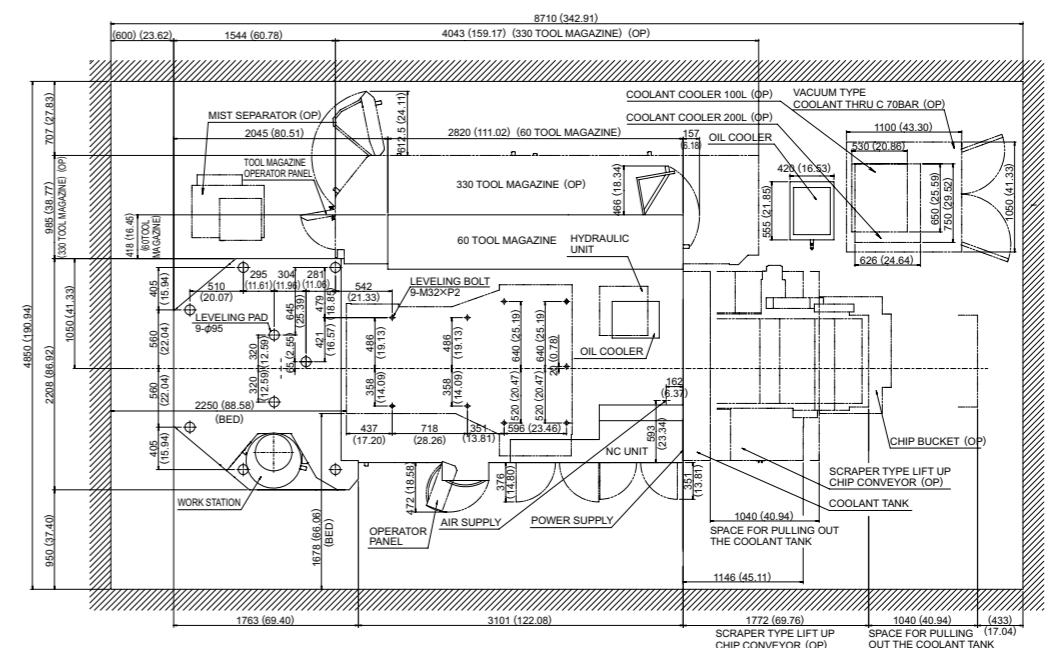 8710 (342.91)
(600) (23.62)
1544 (60.78)
4043 (159.17) (330 TOOL MAGAZINE) (OP)
707 (27.83)
985 (38.77)
(330 TOOL MAGAZINE) (OP)
418 (16.45)
(60TOOL
MAGAZINE)
4850 (190.94)
1050 (41.33)
2208 (86.92)
950 (37.40)
MIST SEPARATOR (OP)
2045 (80.51)
TOOL MAGAZINE
OPERATOR PANEL
612.5 (24.11)
2820 (111.02) (60 TOOL MAGAZINE)
157
(6.18)
330 TOOL MAGAZINE (OP)
466 (18.34)
60 TOOL MAGAZINE
HYDRAULIC
UNIT
COOLANT COOLER 100L (OP)
VACUUM TYPE
COOLANT THRU C 70BAR (OP)
COOLANT COOLER 200L (OP)
OIL COOLER
1100 (43.30)
530 (20.86)
420 (16.53)
555 (21.85)
650 (25.59)
750 (29.52)
1050 (41.33)
626 (24.64)
405
(15.94)
560
(22.04)
560
(22.04)
405
(15.94)
510
(20.07)
295
(11.61)
304
(11.96)
281
(11.06)
542
(21.33)
LEVELING BOLT
9-M32×P2
LEVELING PAD
9-φ95
645
(25.39)
479
(18.85)
421
(16.57)
320
(12.59)
65 (2.55)
320
(12.59)
486
(19.13)
486
(19.13)
358
(14.09)
358
(14.09)
640 (25.19)
640 (25.19)
20 (0.78)
520 (20.47)
520 (20.47)
OIL COOLER
162
(6.37)
2250 (88.58)
(BED)
437
(17.20)
718
(28.26)
351
(13.81)
596 (23.46)
593
(23.34)
NC UNIT
CHIP BUCKET (OP)
WORK STATION
1678 (66.06)
(BED)
472 (18.58)
376
(14.80)
351
(13.81)
OPERATOR
PANEL
AIR SUPPLY
POWER SUPPLY
SCRAPER TYPE LIFT UP
CHIP CONVEYOR (OP)
COOLANT TANK
1040 (40.94)
SPACE FOR PULLING OUT
THE COOLANT TANK
1146 (45.11)
1763 (69.40)
3101 (122.08)
1772 (69.76)
1040 (40.94)
(433)
(17.04)
SCRAPER TYPE LIFT UP
CHIP CONVEYOR (OP)
SPACE FOR PULLING
OUT THE COOLANT TANK